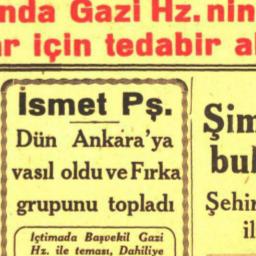 nda Gazi Hz. nin
ar için tedabir al
İsmet Pş.
Dün Ankara'ya
vasıl oldu ve Fırka
grupunu topladı
İçtimada Başvekil Gazi
Hz. ile teması, Dahiliye
Şim
bul
Şehir
il